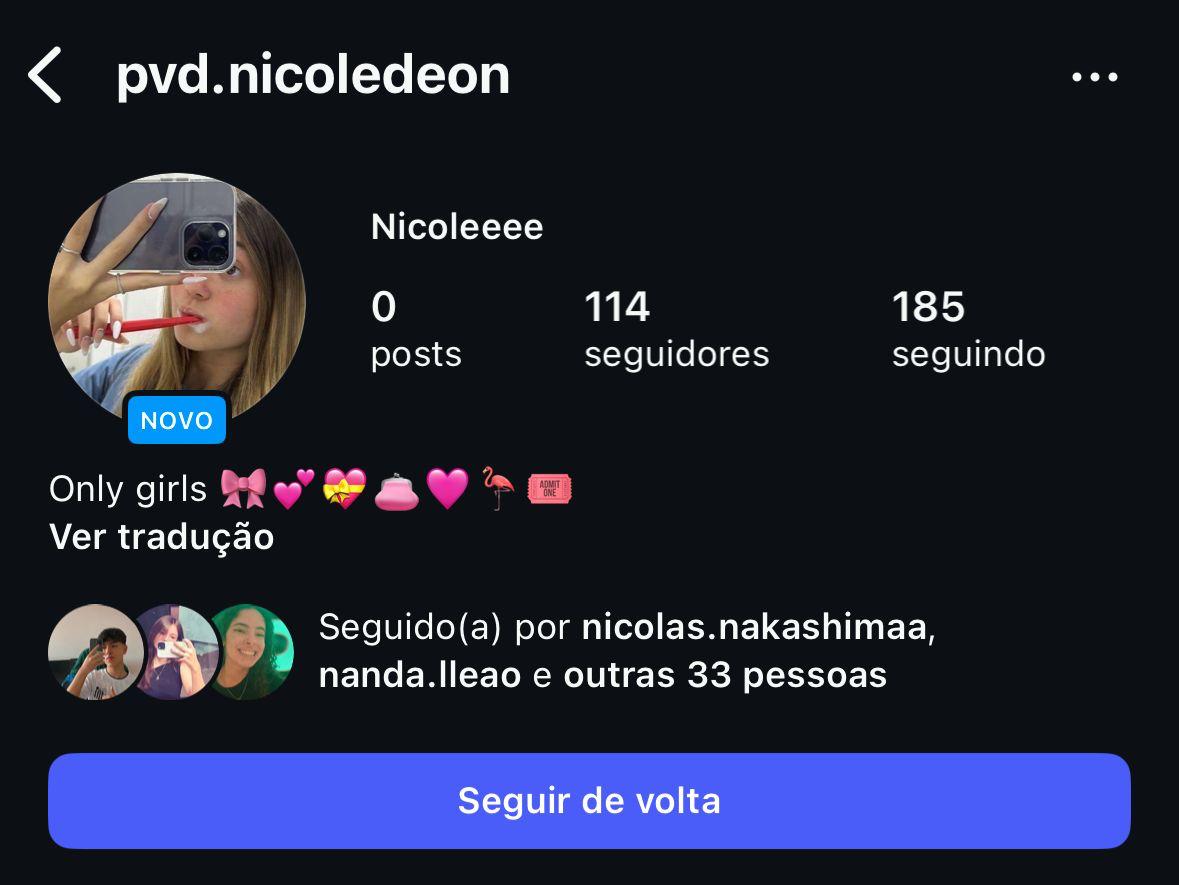 pvd.nicoledeon
Nicoleeee
0 114 185
posts seguidores seguindo
NOVO
Only girls 🎀💕💝👛🩷🦩🎟️
Ver tradução
Seguido(a) por nicolas.nakashimaa,
nanda.lleao e outras 33 pessoas
Seguir de volta